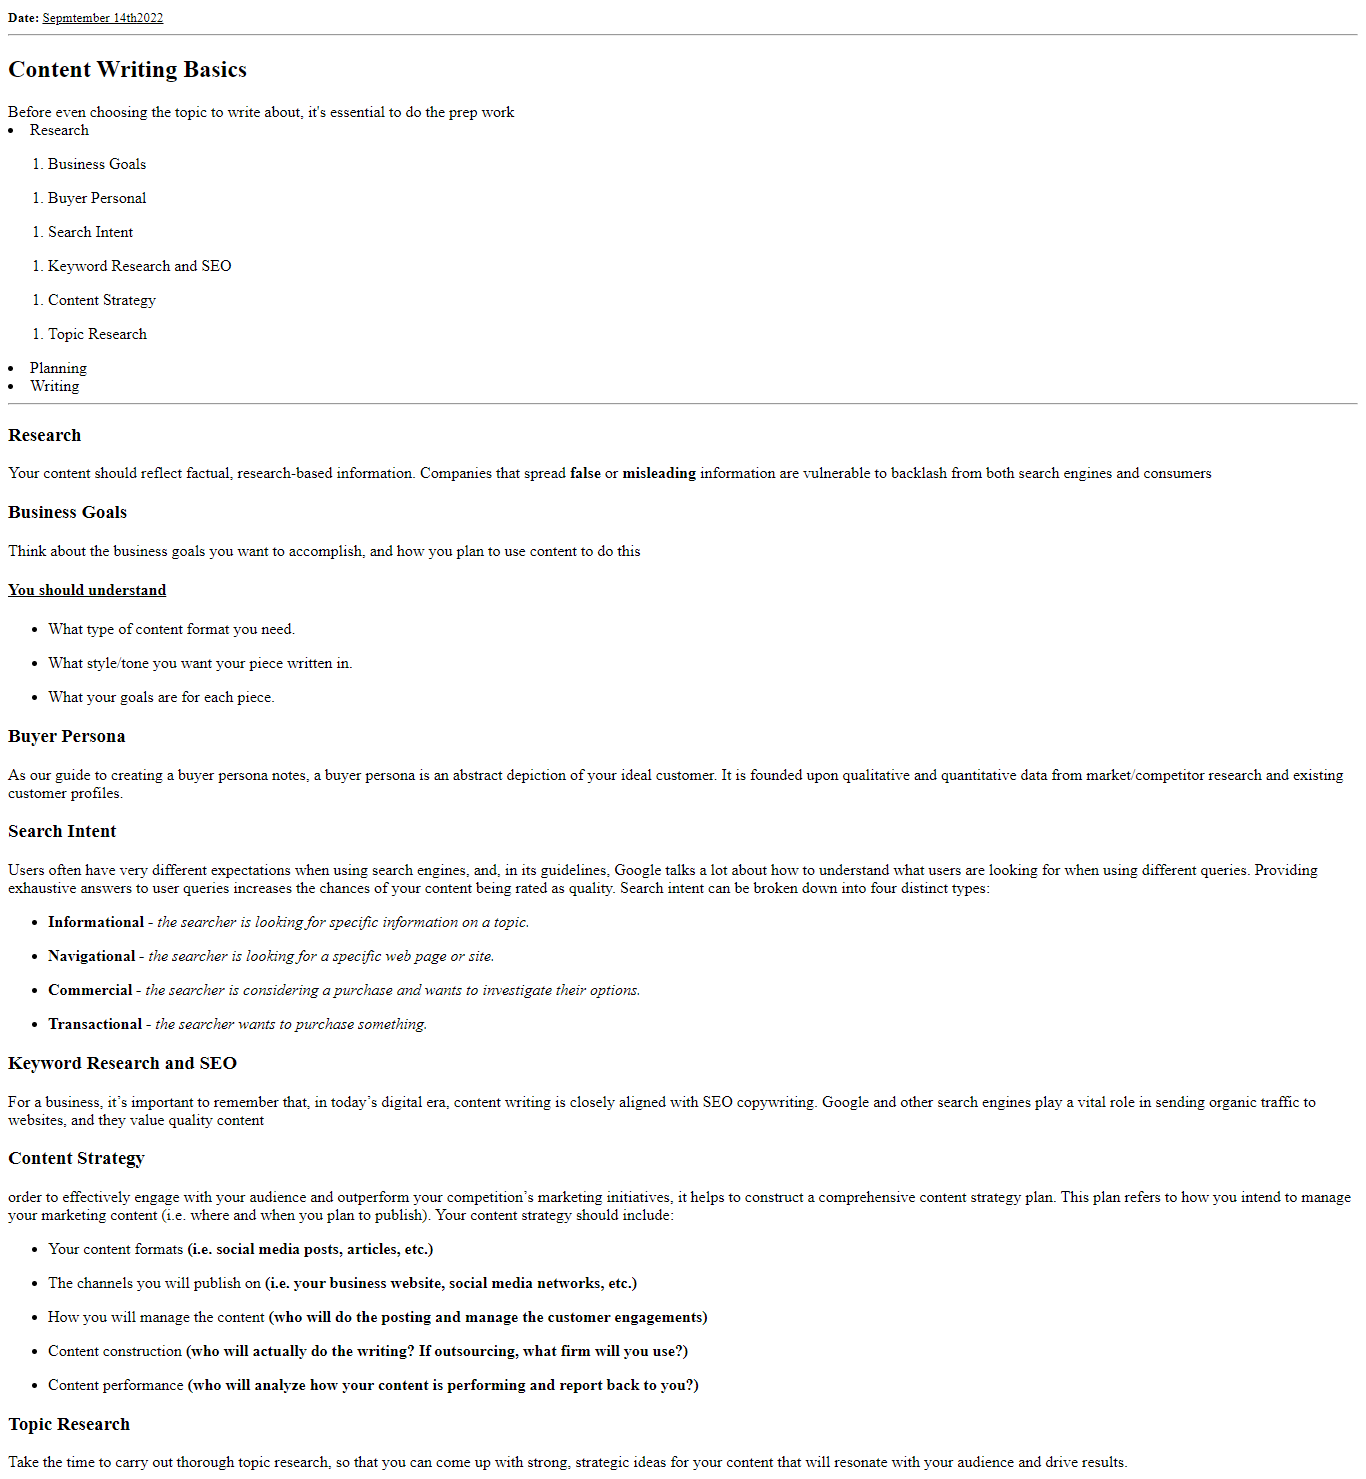 Date: Sepmtember 14th2022
Content Writing Basics
Before even choosing the topic to write about, it's essential to do the prep work
• Research
1. Business Goals
1. Buyer Personal
1. Search Intent
1. Keyword Research and SEO
1. Content Strategy
1. Topic Research
• Planning
• Writing
Research
Your content should reflect factual, research-based information. Companies that spread false or misleading information are vulnerable to backlash from both search engines and consumers
Business Goals
Think about the business goals you want to accomplish, and how you plan to use content to do this
You should understand
• What type of content format you need.
• What style/tone you want your piece written in.
• What your goals are for each piece.
Buyer Persona
As our guide to creating a buyer persona notes, a buyer persona is an abstract depiction of your ideal customer. It is founded upon qualitative and quantitative data from market/competitor research and existing
customer profiles.
Search Intent
Users often have very different expectations when using search engines, and, in its guidelines, Google talks a lot about how to understand what users are looking for when using different queries. Providing
exhaustive answers to user queries increases the chances of your content being rated as quality. Search intent can be broken down into four distinct types:
• Informational - the searcher is looking for specific information on a topic.
• Navigational - the searcher is looking for a specific web page or site.
• Commercial - the searcher is considering a purchase and wants to investigate their options.
• Transactional - the searcher wants to purchase something.
Keyword Research and SEO
For a business, it’s important to remember that, in today’s digital era, content writing is closely aligned with SEO copywriting. Google and other search engines play a vital role in sending organic traffic to
websites, and they value quality content
Content Strategy
order to effectively engage with your audience and outperform your competition’s marketing initiatives, it helps to construct a comprehensive content strategy plan. This plan refers to how you intend to manage
your marketing content (i.e. where and when you plan to publish). Your content strategy should include:
• Your content formats (i.e. social media posts, articles, etc.)
• The channels you will publish on (i.e. your business website, social media networks, etc.)
• How you will manage the content (who will do the posting and manage the customer engagements)
• Content construction (who will actually do the writing? If outsourcing, what firm will you use?)
• Content performance (who will analyze how your content is performing and report back to you?)
Topic Research
Take the time to carry out thorough topic research, so that you can come up with strong, strategic ideas for your content that will resonate with your audience and drive results.